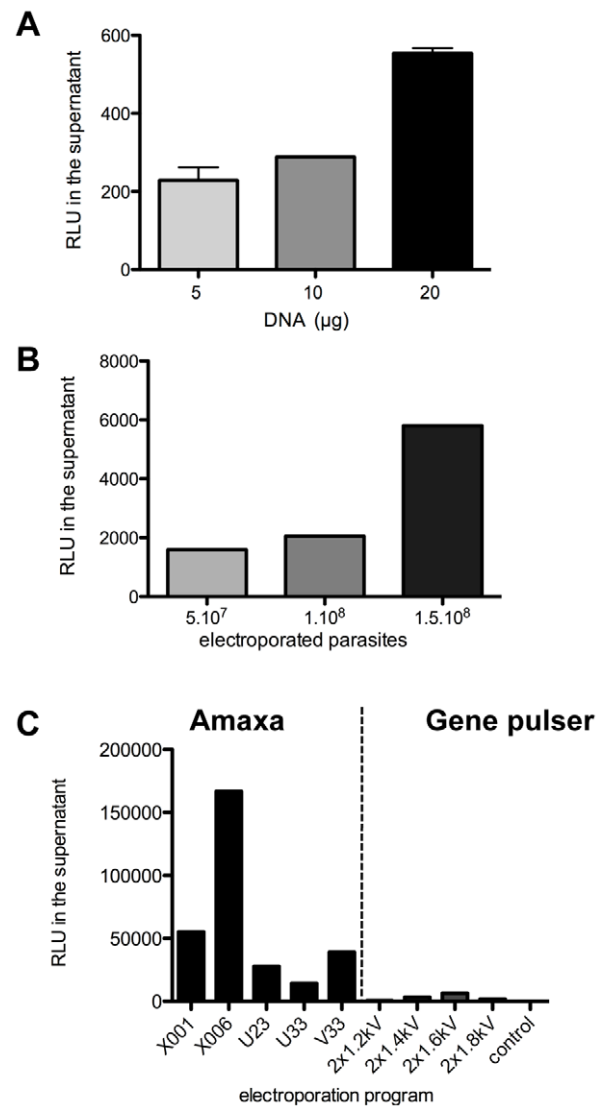 A
600
400
200
0
RLU in the supernatant
5 10 20
DNA (µg)
B
8000
6000
4000
2000
0
RLU in the supernatant
5.10⁷ 1.10⁸ 1.5.10⁸
electroporated parasites
C
Amaxa Gene pulser
200000
150000
100000
50000
0
RLU in the supernatant
X001 X006 U23 U33 V33 2x1.2kV 2x1.4kV 2x1.6kV 2x1.8kV control
electroporation program